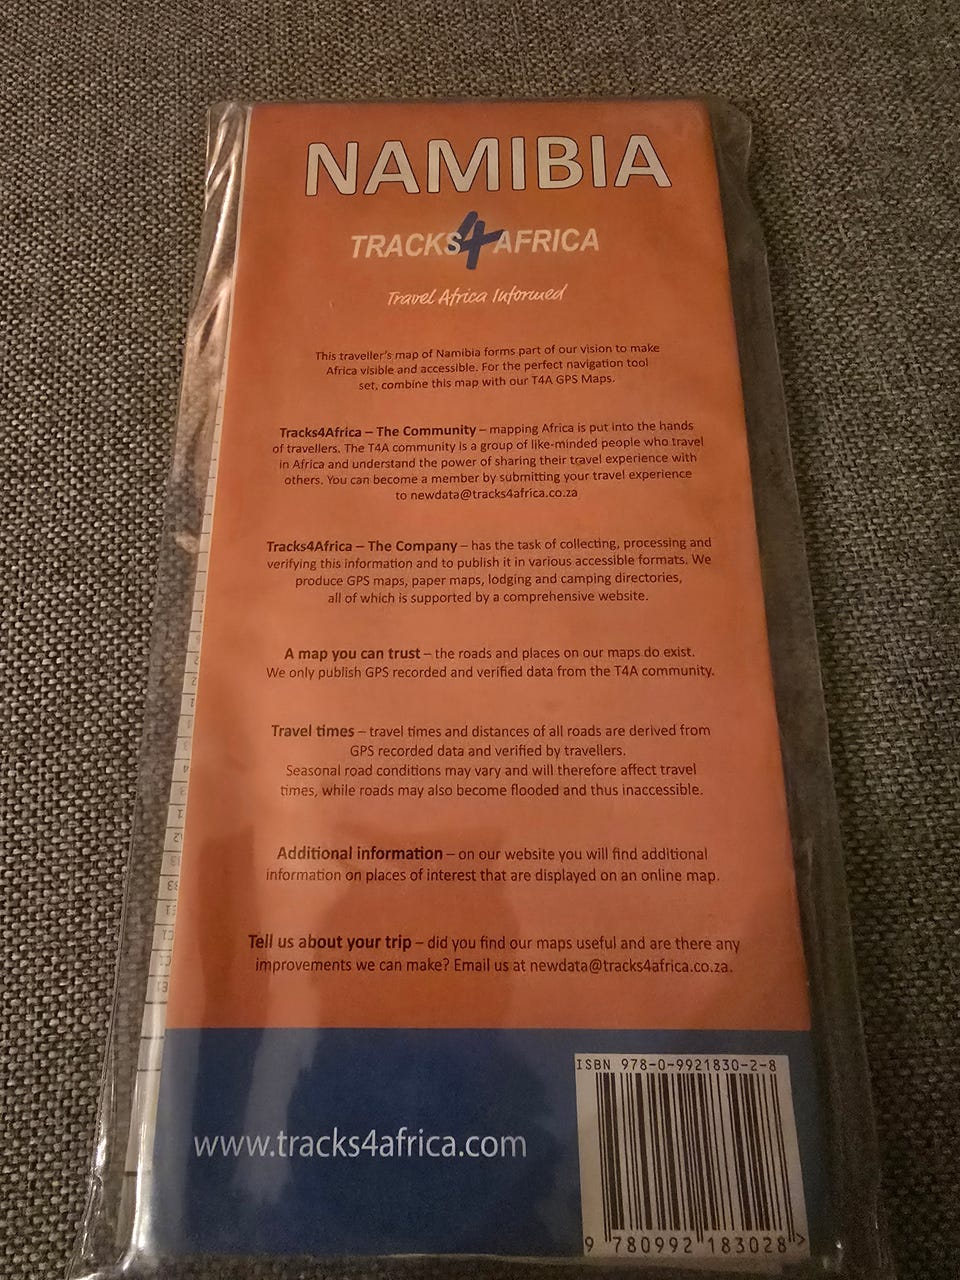 NAMIBIA
TRACKS4AFRICA
Travel Africa Informed
This traveller's map of Namibia forms part of our vision to make
Africa visible and accessible. For the perfect navigation tool
set, combine this map with our T4A GPS Maps.
Tracks4Africa – The Community – mapping Africa is put into the hands
of travellers. The T4A community is a group of like-minded people who travel
in Africa and understand the power of sharing their travel experience with
others. You can become a member by submitting your travel experience
to newdata@tracks4africa.co.za
Tracks4Africa – The Company – has the task of collecting, processing and
verifying this information and to publish it in various accessible formats. We
produce GPS maps, paper maps, lodging and camping directories,
all of which is supported by a comprehensive website.
A map you can trust – the roads and places on our maps do exist.
We only publish GPS recorded and verified data from the T4A community.
Travel times – travel times and distances of all roads are derived from
GPS recorded data and verified by travellers.
Seasonal road conditions may vary and will therefore affect travel
times, while roads may also become flooded and thus inaccessible.
Additional information – on our website you will find additional
information on places of interest that are displayed on an online map.
Tell us about your trip – did you find our maps useful and are there any
improvements we can make? Email us at newdata@tracks4africa.co.za.
ISBN 978-0-9921830-2-8
www.tracks4africa.com
9 780992 183028 >